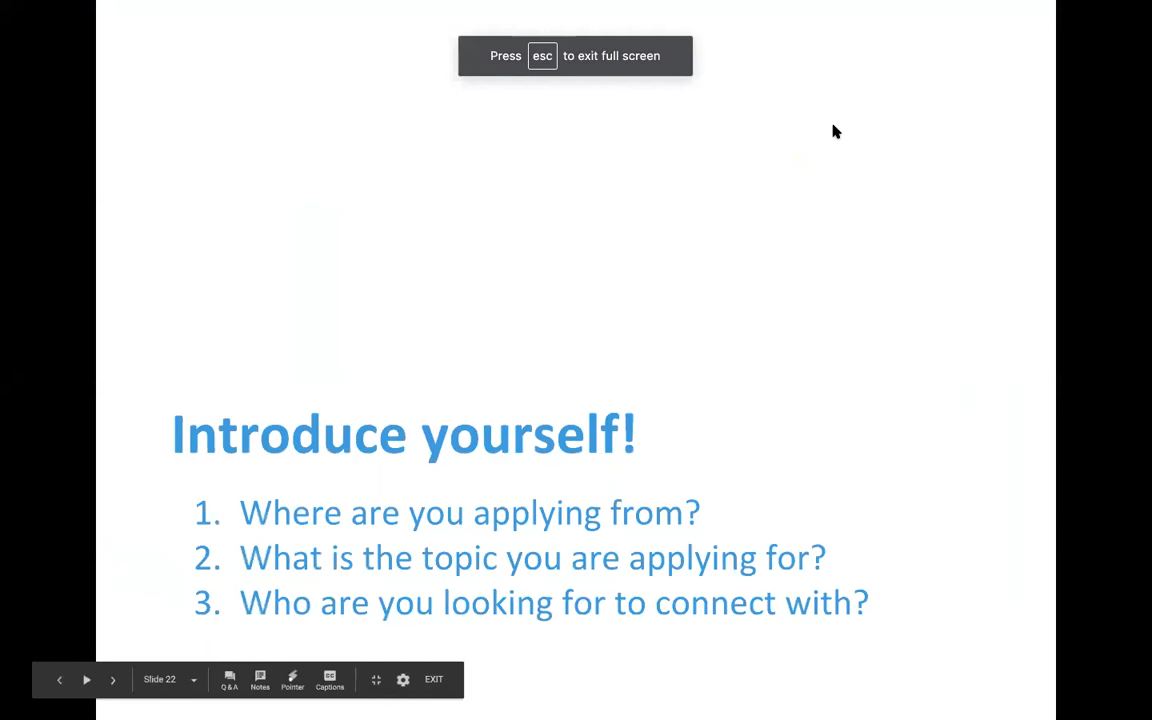 Press esc to exit full screen
Introduce yourself!
1. Where are you applying from?
2. What is the topic you are applying for?
3. Who are you looking for to connect with?
Slide 22
Q & A Notes Pointer Captions
EXIT